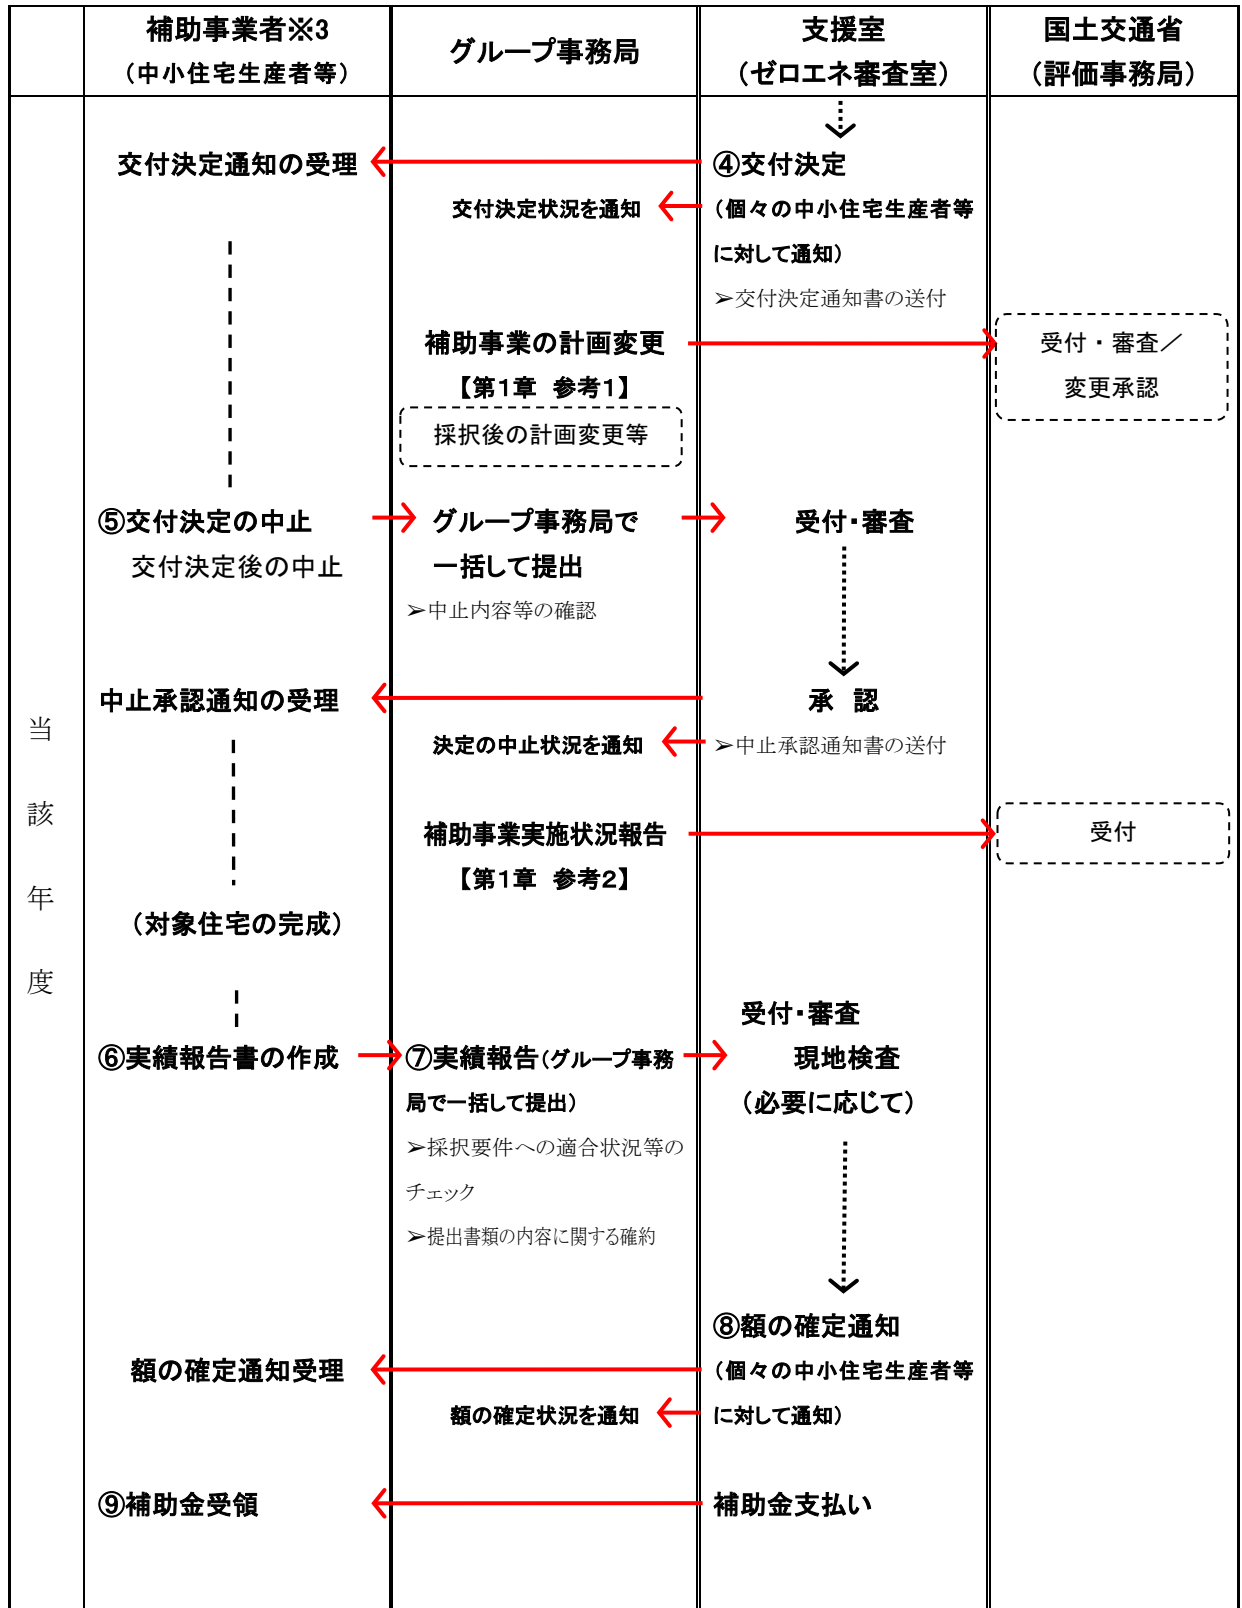 補助事業者※3
（中小住宅生産者等）
グループ事務局
支援室
（ゼロエネ審査室）
国土交通省
（評価事務局）
当
該
年
度
交付決定通知の受理
④交付決定
交付決定状況を通知
（個々の中小住宅生産者等
に対して通知）
➢交付決定通知書の送付
補助事業の計画変更
【第1章 参考1】
採択後の計画変更等
受付・審査／
変更承認
⑤交付決定の中止
交付決定後の中止
グループ事務局で
一括して提出
➢中止内容等の確認
受付・審査
中止承認通知の受理
承 認
決定の中止状況を通知
➢中止承認通知書の送付
補助事業実施状況報告
【第1章 参考2】
受付
（対象住宅の完成）
⑥実績報告書の作成
⑦実績報告（グループ事務
局で一括して提出）
➢採択要件への適合状況等の
チェック
➢提出書類の内容に関する確約
受付・審査
現地検査
（必要に応じて）
⑧額の確定通知
額の確定通知受理
（個々の中小住宅生産者等
額の確定状況を通知
に対して通知）
⑨補助金受領
補助金支払い